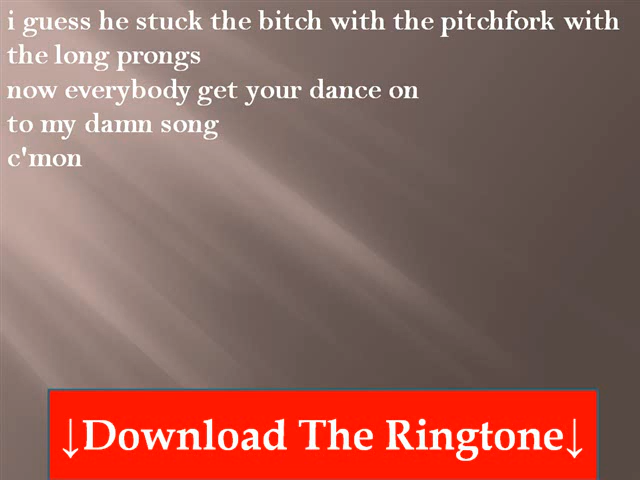 i guess he stuck the bitch with the pitchfork with
the long prongs
now everybody get your dance on
to my damn song
c'mon
↓Download The Ringtone↓